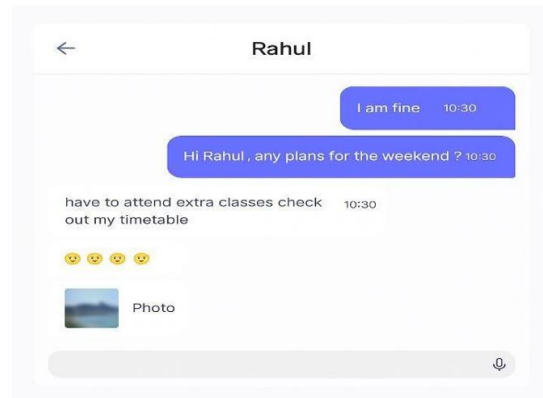 Rahul
I am fine 10:30
Hi Rahul , any plans for the weekend ? 10:30
have to attend extra classes check 10:30
out my timetable
Photo